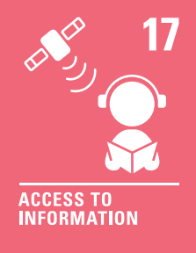 17
ACCESS TO
INFORMATION